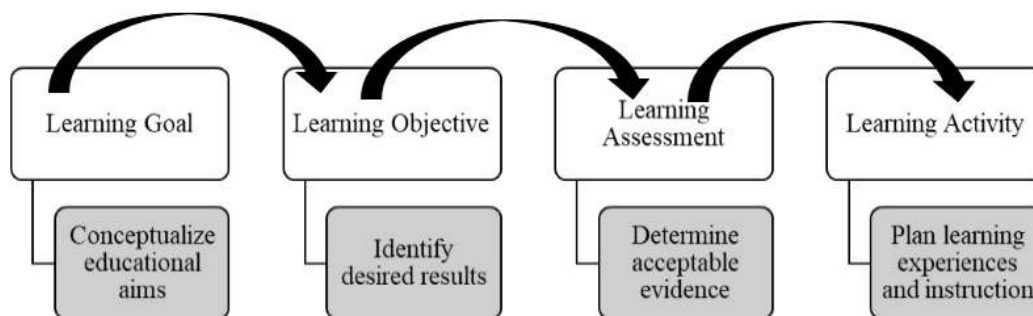 Learning Goal
Learning Objective
Learning
Assessment
Learning Activity
Conceptualize
educational
aims
Identify
desired results
Determine
acceptable
evidence
Plan learning
experiences
and instruction